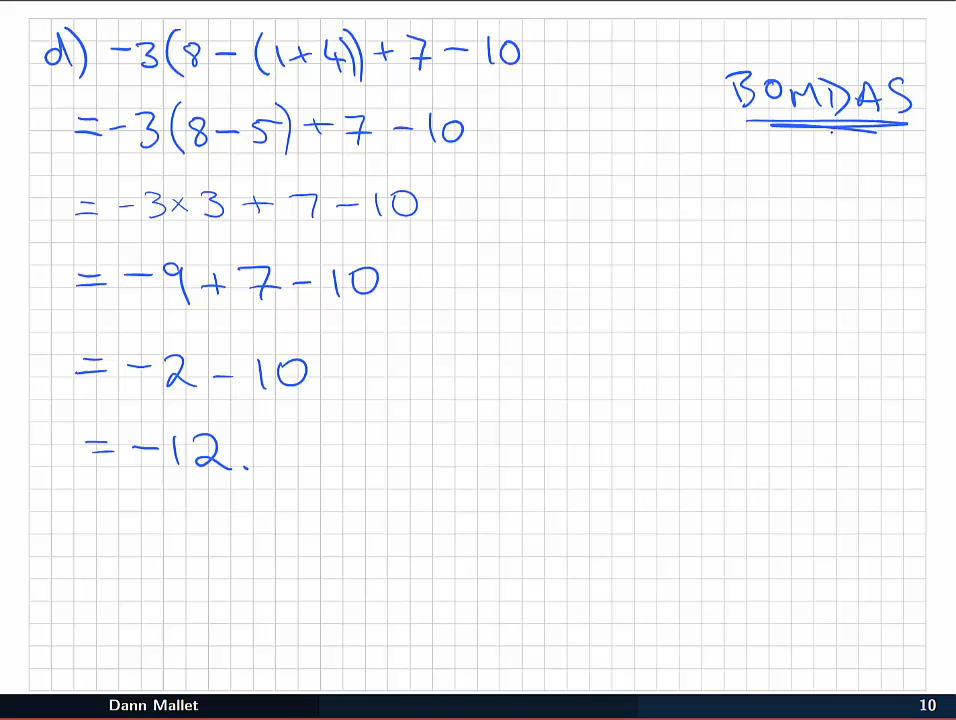 d) -3(8 - (1+4)) + 7 - 10
BOMDAS
= -3(8-5) + 7 - 10
= -3×3 + 7 - 10
= -9 + 7 - 10
= -2 - 10
= -12.
Dann Mallet
10